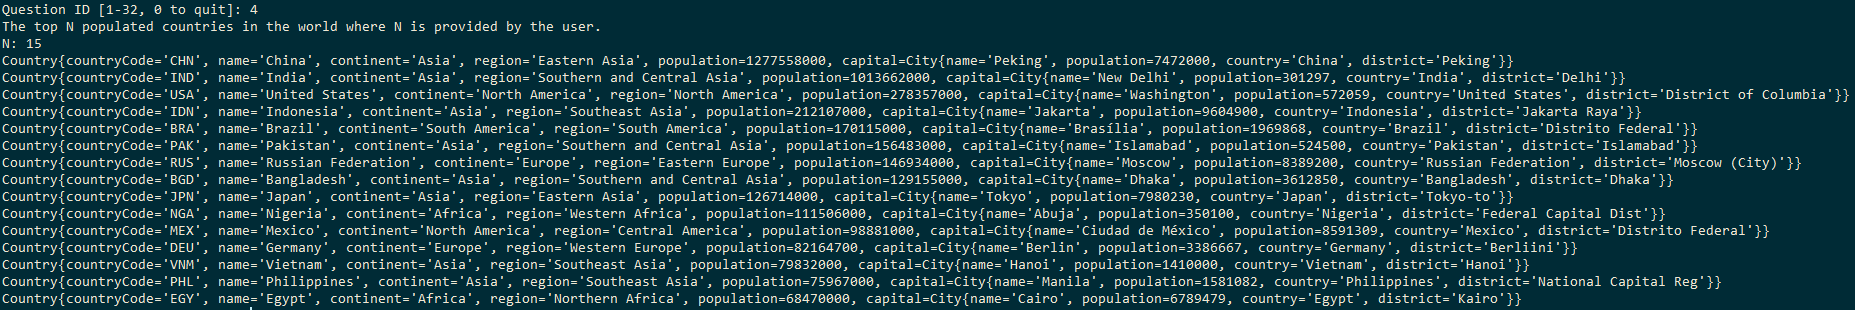 Question ID [1-32, 0 to quit]: 4
The top N populated countries in the world where N is provided by the user.
N: 15
Country{countryCode='CHN', name='China', continent='Asia', region='Eastern Asia', population=1277558000, capital=City{name='Peking', population=7472000, country='China', district='Peking'}}
Country{countryCode='IND', name='India', continent='Asia', region='Southern and Central Asia', population=1013662000, capital=City{name='New Delhi', population=301297, country='India', district='Delhi'}}
Country{countryCode='USA', name='United States', continent='North America', region='North America', population=278357000, capital=City{name='Washington', population=572059, country='United States', district='District of Columbia'}}
Country{countryCode='IDN', name='Indonesia', continent='Asia', region='Southeast Asia', population=212107000, capital=City{name='Jakarta', population=9604900, country='Indonesia', district='Jakarta Raya'}}
Country{countryCode='BRA', name='Brazil', continent='South America', region='South America', population=170115000, capital=City{name='Brasília', population=1969868, country='Brazil', district='Distrito Federal'}}
Country{countryCode='PAK', name='Pakistan', continent='Asia', region='Southern and Central Asia', population=156483000, capital=City{name='Islamabad', population=524500, country='Pakistan', district='Islamabad'}}
Country{countryCode='RUS', name='Russian Federation', continent='Europe', region='Eastern Europe', population=146934000, capital=City{name='Moscow', population=8389200, country='Russian Federation', district='Moscow (City)'}}
Country{countryCode='BGD', name='Bangladesh', continent='Asia', region='Southern and Central Asia', population=129155000, capital=City{name='Dhaka', population=3612850, country='Bangladesh', district='Dhaka'}}
Country{countryCode='JPN', name='Japan', continent='Asia', region='Eastern Asia', population=126714000, capital=City{name='Tokyo', population=7980230, country='Japan', district='Tokyo-to'}}
Country{countryCode='NGA', name='Nigeria', continent='Africa', region='Western Africa', population=111506000, capital=City{name='Abuja', population=350100, country='Nigeria', district='Federal Capital Dist'}}
Country{countryCode='MEX', name='Mexico', continent='North America', region='Central America', population=98881000, capital=City{name='Ciudad de México', population=8591309, country='Mexico', district='Distrito Federal'}}
Country{countryCode='DEU', name='Germany', continent='Europe', region='Western Europe', population=82164700, capital=City{name='Berlin', population=3386667, country='Germany', district='Berliini'}}
Country{countryCode='VNM', name='Vietnam', continent='Asia', region='Southeast Asia', population=79832000, capital=City{name='Hanoi', population=1410000, country='Vietnam', district='Hanoi'}}
Country{countryCode='PHL', name='Philippines', continent='Asia', region='Southeast Asia', population=75967000, capital=City{name='Manila', population=1581082, country='Philippines', district='National Capital Reg'}}
Country{countryCode='EGY', name='Egypt', continent='Africa', region='Northern Africa', population=68470000, capital=City{name='Cairo', population=6789479, country='Egypt', district='Kairo'}}